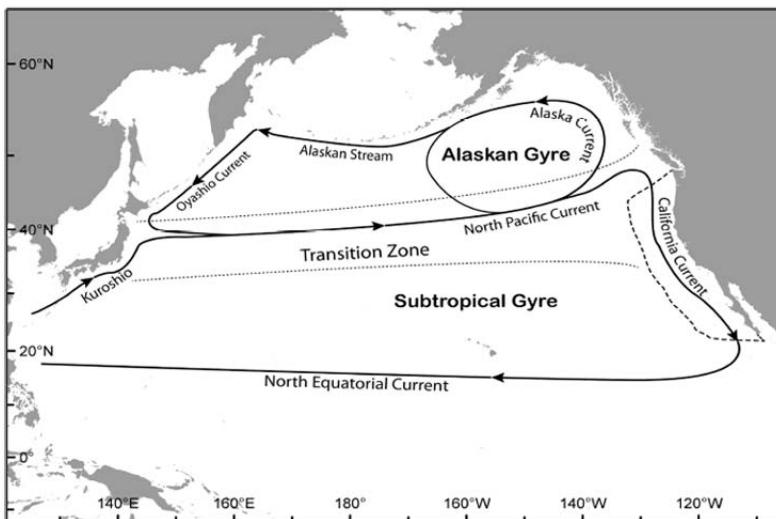 60°N
Alaska Current
Alaskan Gyre
Alaskan Stream
Oyashio Current
40°N
North Pacific Current
Transition Zone
California Current
Kuroshio
Subtropical Gyre
20°N
North Equatorial Current
0°
140°E
160°E
180°
160°W
140°W
120°W